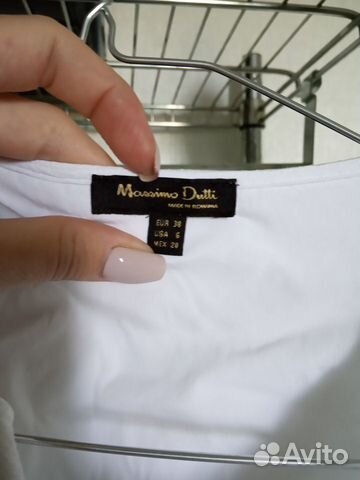 Massimo Dutti
MADE IN ROMANIA
EUR 38
USA 6
MEX 28
Avito